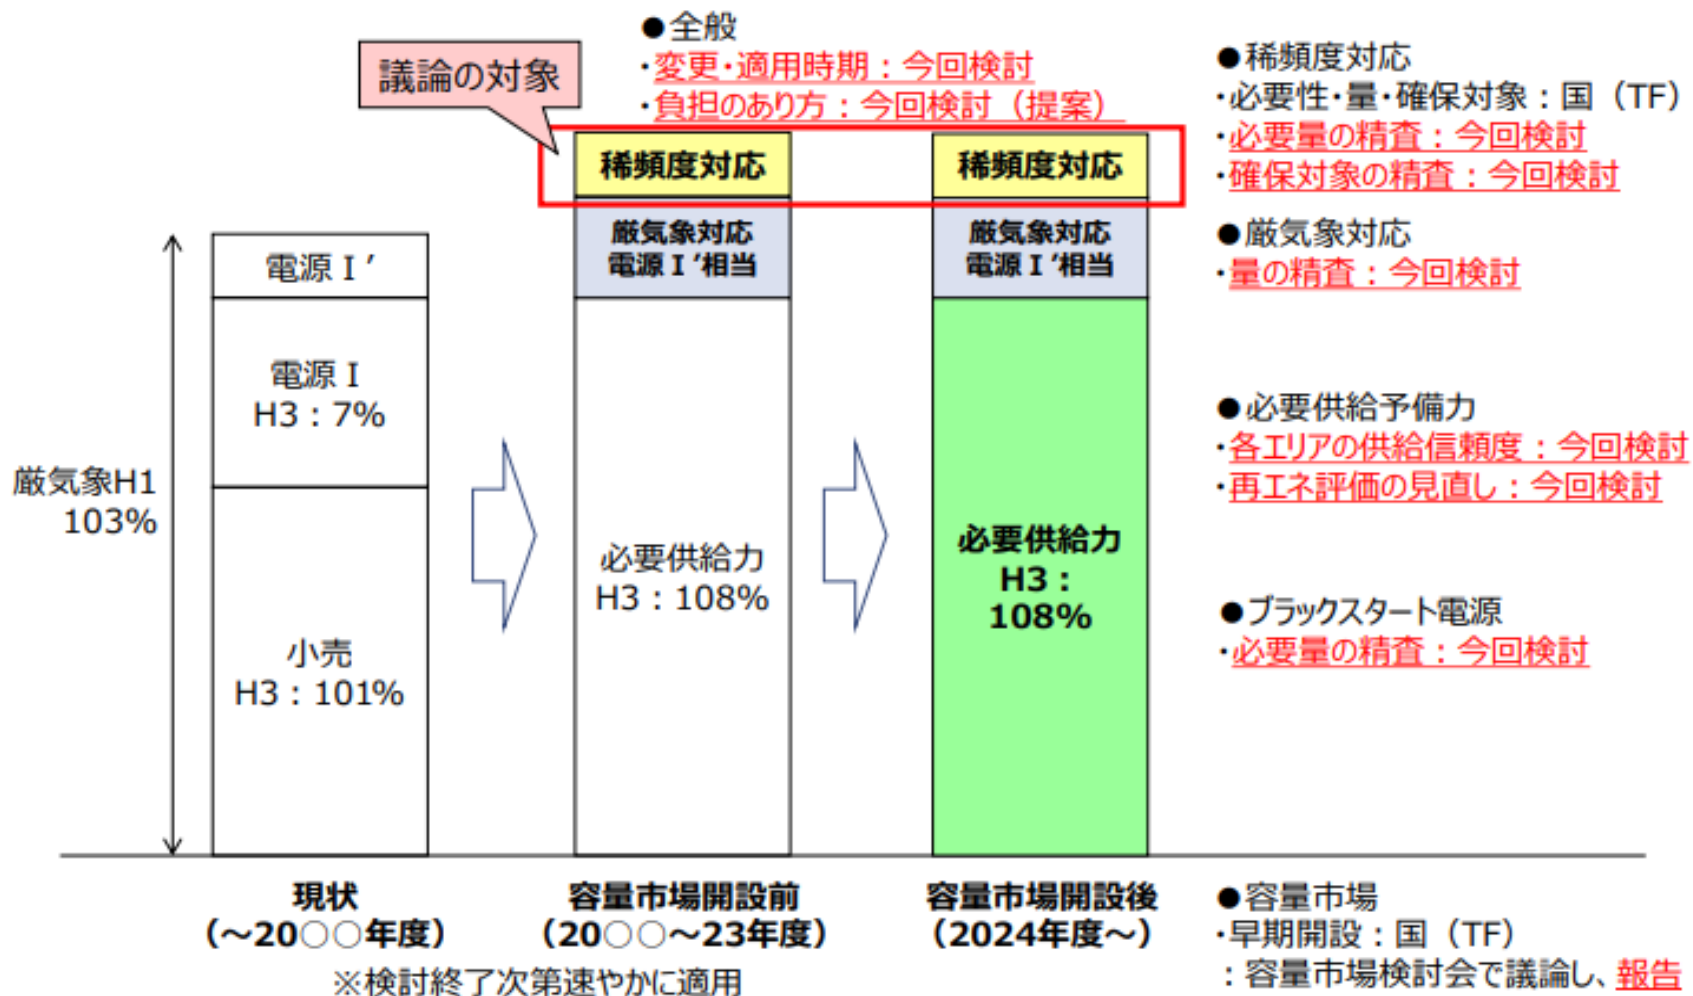 議論の対象
●全般
・変更・適用時期：今回検討
・負担のあり方：今回検討（提案）
厳気象H1
103%
電源Ⅰ′
電源Ⅰ
H3：7%
小売
H3：101%
稀頻度対応
厳気象対応
電源Ⅰ′相当
必要供給力
H3：108%
稀頻度対応
厳気象対応
電源Ⅰ′相当
必要供給力
H3：
108%
●稀頻度対応
・必要性・量・確保対象：国（TF）
・必要量の精査：今回検討
・確保対象の精査：今回検討
●厳気象対応
・量の精査：今回検討
●必要供給予備力
・各エリアの供給信頼度：今回検討
・再エネ評価の見直し：今回検討
●ブラックスタート電源
・必要量の精査：今回検討
現状
（～20○○年度）
容量市場開設前
（20○○～23年度）
容量市場開設後
（2024年度～）
※検討終了次第速やかに適用
●容量市場
・早期開設：国（TF）
：容量市場検討会で議論し、報告